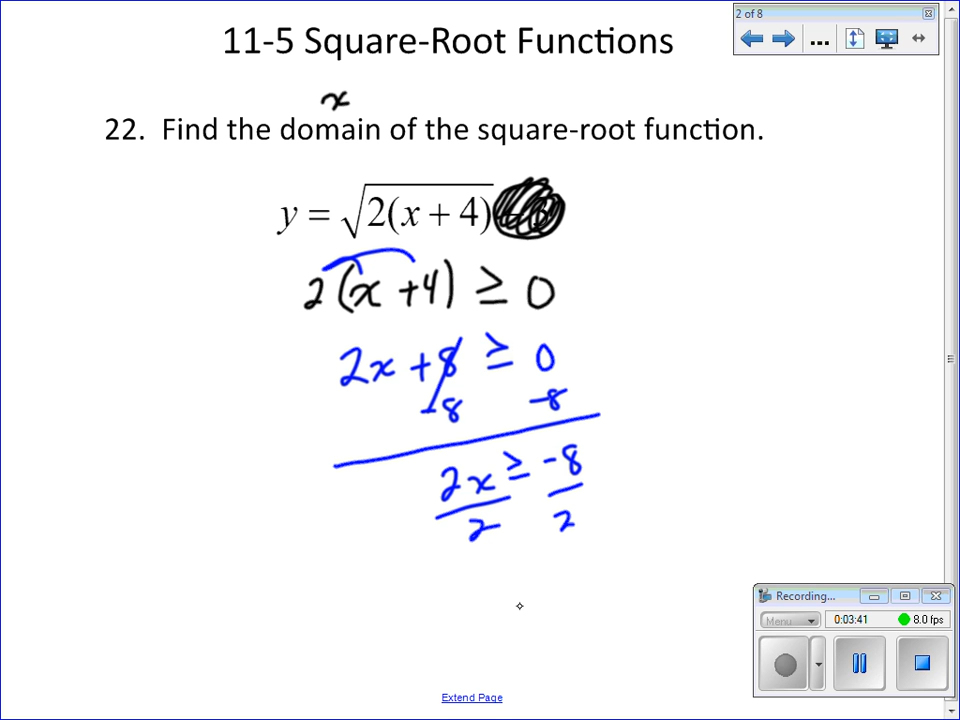 11-5 Square-Root Functions
2 of 8
x
22. Find the domain of the square-root function.
y = √2(x + 4)
2(x +4) ≥ 0
2x +8 ≥ 0
-8 -8
2x ≥ -8
2 2
Recording...
Menu
0:03:41
8.0 fps
Extend Page